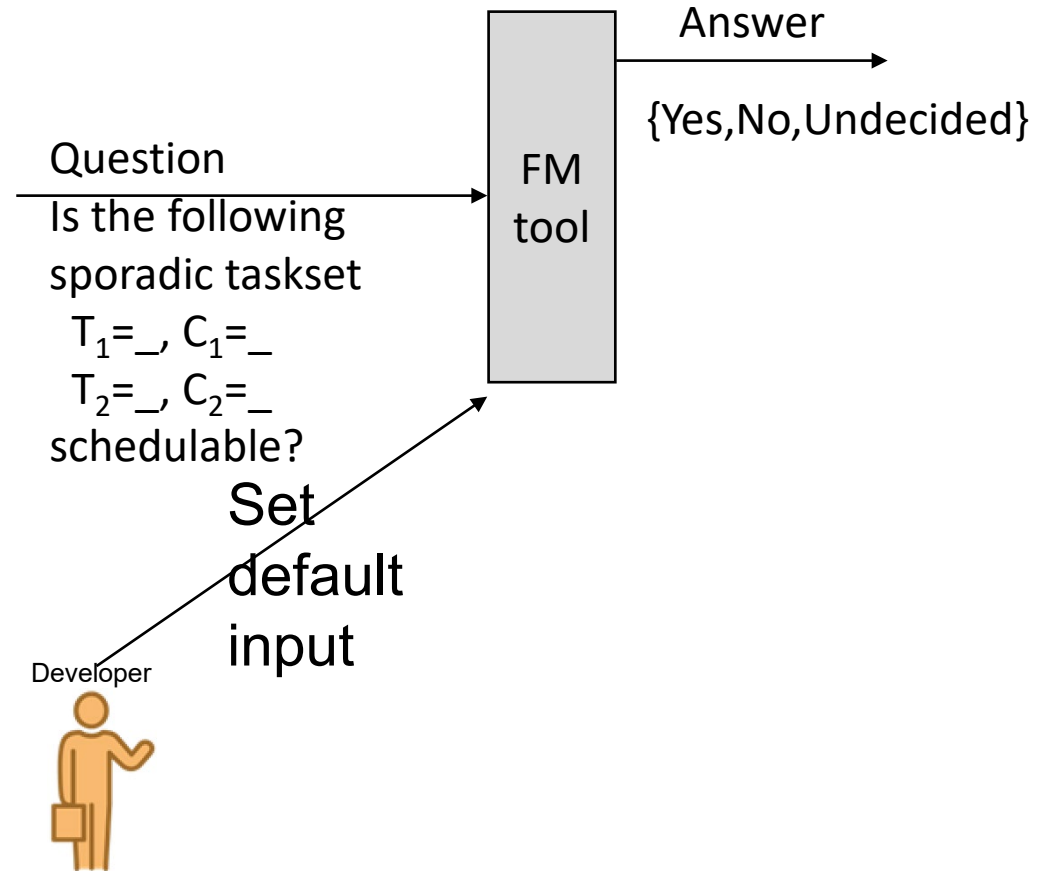 Answer
{Yes,No,Undecided}
FM
tool
Question
Is the following
sporadic taskset
T₁=_, C₁=_
T₂=_, C₂=_
schedulable?
Set
default
input
Developer